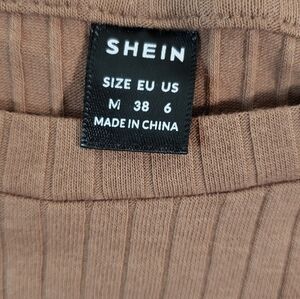 SHEIN
SIZE EU US
M 38 6
MADE IN CHINA